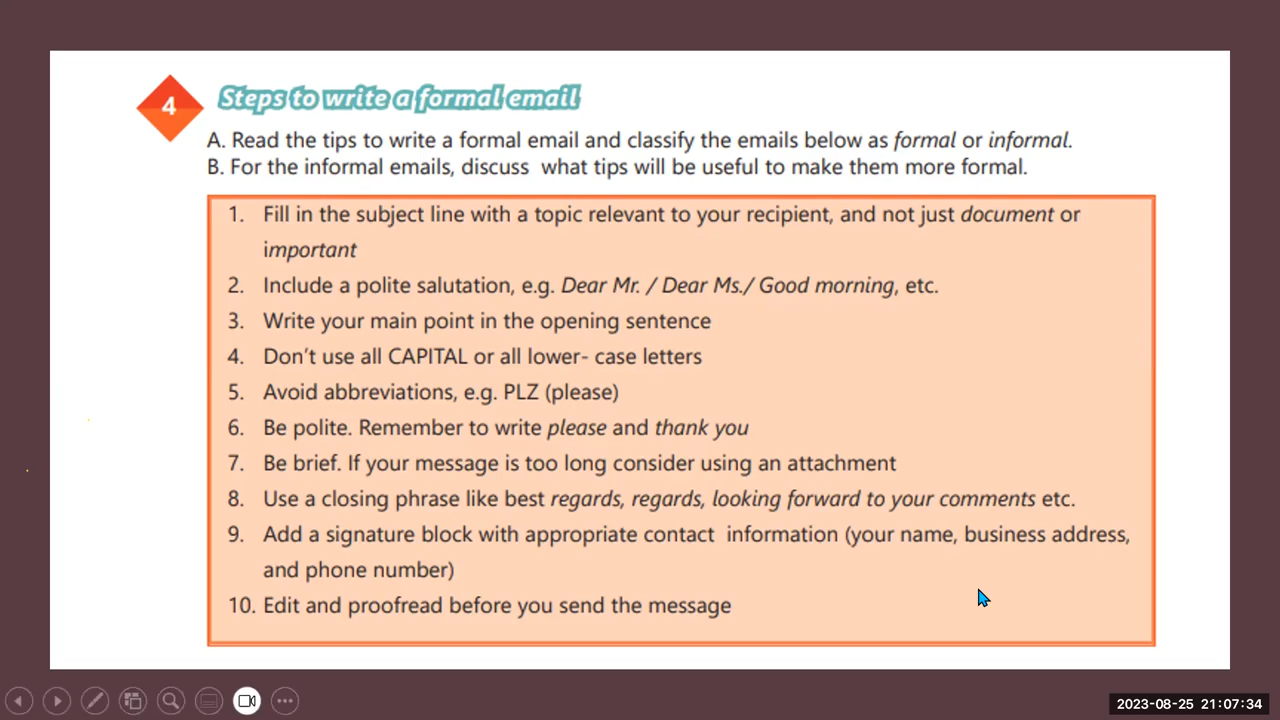 4
Steps to write a formal email
A. Read the tips to write a formal email and classify the emails below as formal or informal.
B. For the informal emails, discuss what tips will be useful to make them more formal.
1. Fill in the subject line with a topic relevant to your recipient, and not just document or
important
2. Include a polite salutation, e.g. Dear Mr. / Dear Ms./ Good morning, etc.
3. Write your main point in the opening sentence
4. Don't use all CAPITAL or all lower- case letters
5. Avoid abbreviations, e.g. PLZ (please)
6. Be polite. Remember to write please and thank you
7. Be brief. If your message is too long consider using an attachment
8. Use a closing phrase like best regards, regards, looking forward to your comments etc.
9. Add a signature block with appropriate contact information (your name, business address,
and phone number)
10. Edit and proofread before you send the message
2023-08-25 21:07:34